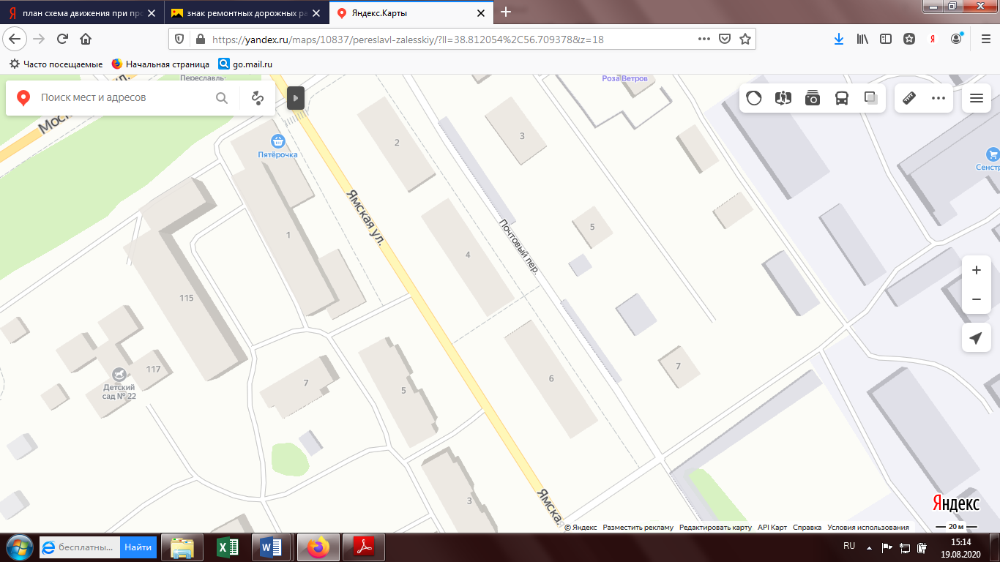 план схема движения при пр
знак ремонтных дорожных ра
Яндекс.Карты
https://yandex.ru/maps/10837/pereslavl-zalesskiy/?ll=38.812054%2C56.709378&z=18
Часто посещаемые
Начальная страница
go.mail.ru
Переславль-
ул.
Моск
Роза Ветров
Поиск мест и адресов
Пятёрочка
2
3
Сенстр
Ямская ул.
Почтовый пер.
1
4
5
115
117
Детский
сад № 22
7
5
6
7
3
Ямска
Яндекс
© Яндекс Разместить рекламу Редактировать карту API Карт Справка Условия использования
20 м
бесплатны...
Найти
RU
15:14
19.08.2020